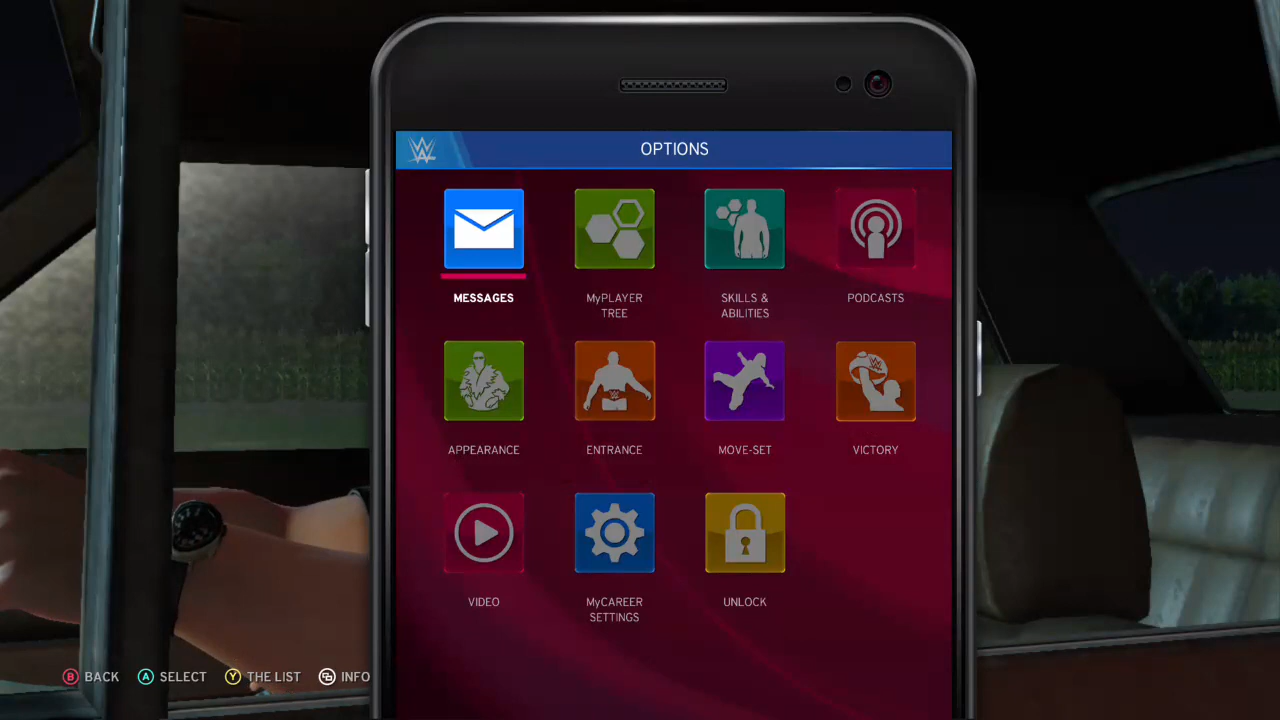 OPTIONS
MESSAGES
MyPLAYER
TREE
SKILLS &
ABILITIES
PODCASTS
APPEARANCE
ENTRANCE
MOVE-SET
VICTORY
VIDEO
MyCAREER
SETTINGS
UNLOCK
B BACK A SELECT Y THE LIST INFO